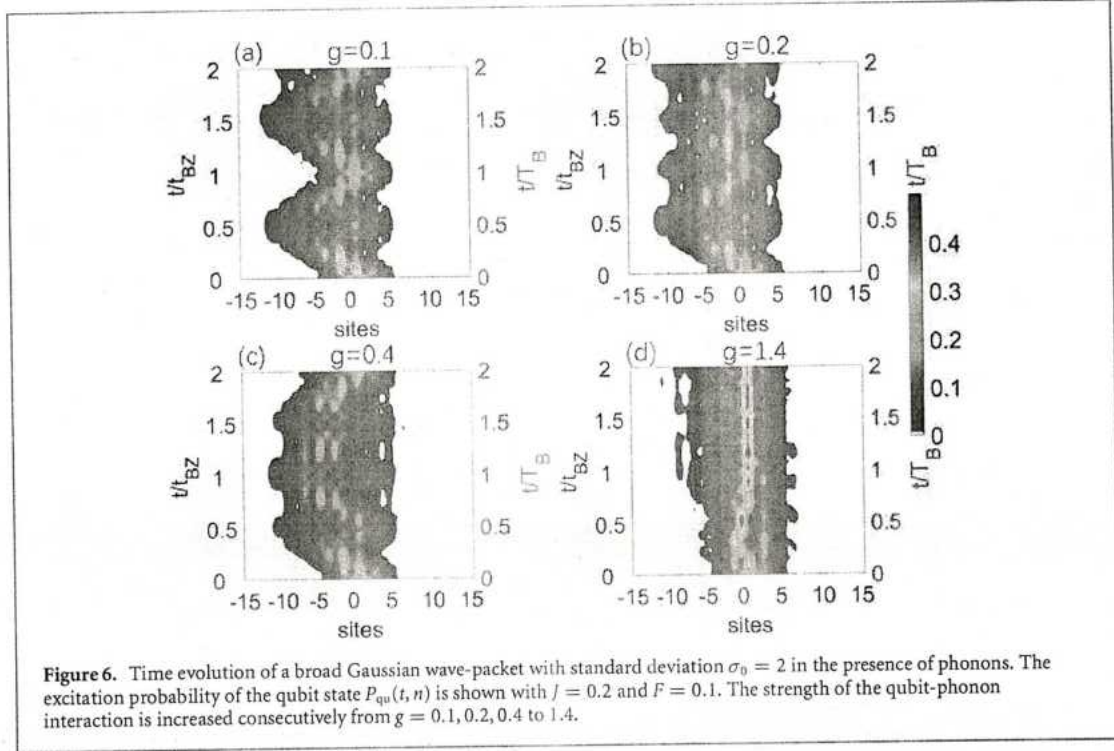 (a) g=0.1
(b) g=0.2
2 2 2 2
1.5 1.5 1.5 1.5
t/t_BZ 1 1 t/T_B t/t_BZ 1 1 t/T_B
0.5 0.5 0.5 0.5
0 0 0 0
-15 -10 -5 0 5 10 15
sites
-15 -10 -5 0 5 10 15
sites
0.4
0.3
0.2
0.1
0
(c) g=0.4
(d) g=1.4
2 2 2 2
1.5 1.5 1.5 1.5
t/t_BZ 1 1 t/T_B t/t_BZ 1 1 t/T_B
0.5 0.5 0.5 0.5
0 0 0 0
-15 -10 -5 0 5 10 15
sites
-15 -10 -5 0 5 10 15
sites
Figure 6. Time evolution of a broad Gaussian wave-packet with standard deviation σ₀ = 2 in the presence of phonons. The
excitation probability of the qubit state P_qu(t, n) is shown with J = 0.2 and F = 0.1. The strength of the qubit-phonon
interaction is increased consecutively from g = 0.1, 0.2, 0.4 to 1.4.